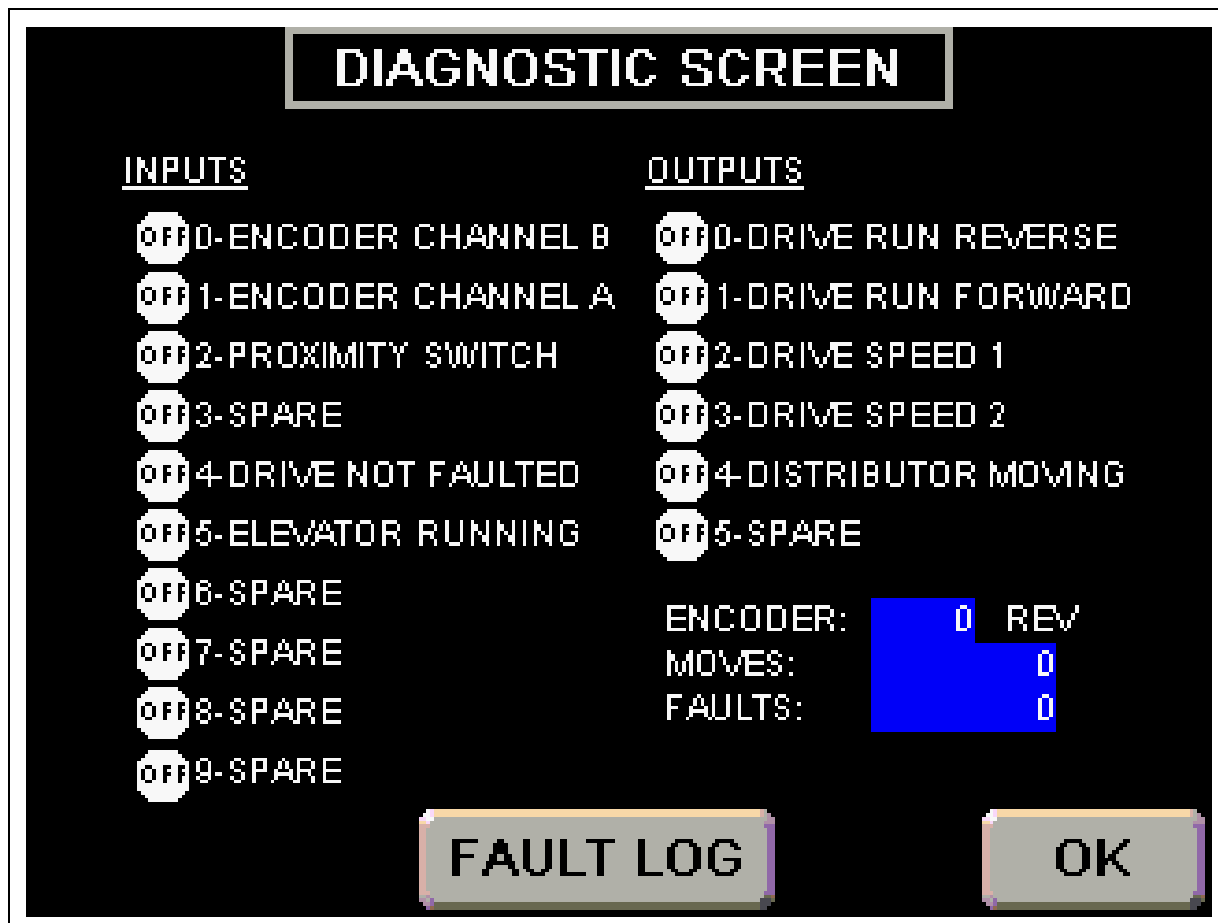 DIAGNOSTIC SCREEN
INPUTS
OFF 0-ENCODER CHANNEL B
OFF 1-ENCODER CHANNEL A
OFF 2-PROXIMITY SWITCH
OFF 3-SPARE
OFF 4-DRIVE NOT FAULTED
OFF 5-ELEVATOR RUNNING
OFF 6-SPARE
OFF 7-SPARE
OFF 8-SPARE
OFF 9-SPARE
OUTPUTS
OFF 0-DRIVE RUN REVERSE
OFF 1-DRIVE RUN FORWARD
OFF 2-DRIVE SPEED 1
OFF 3-DRIVE SPEED 2
OFF 4-DISTRIBUTOR MOVING
OFF 5-SPARE
ENCODER: 0 REV
MOVES: 0
FAULTS: 0
FAULT LOG
OK